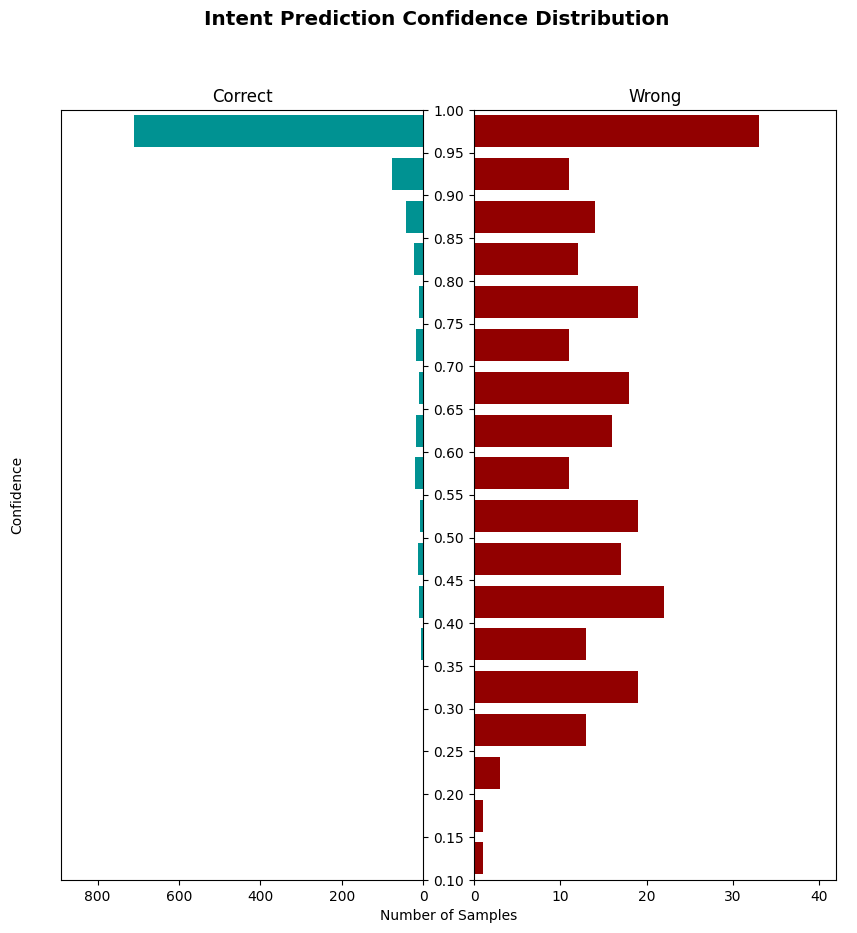 Intent Prediction Confidence Distribution
Correct
Wrong
1.00
0.95
0.90
0.85
0.80
0.75
0.70
0.65
0.60
0.55
0.50
0.45
0.40
0.35
0.30
0.25
0.20
0.15
0.10
Confidence
800 600 400 200 0
0 10 20 30 40
Number of Samples